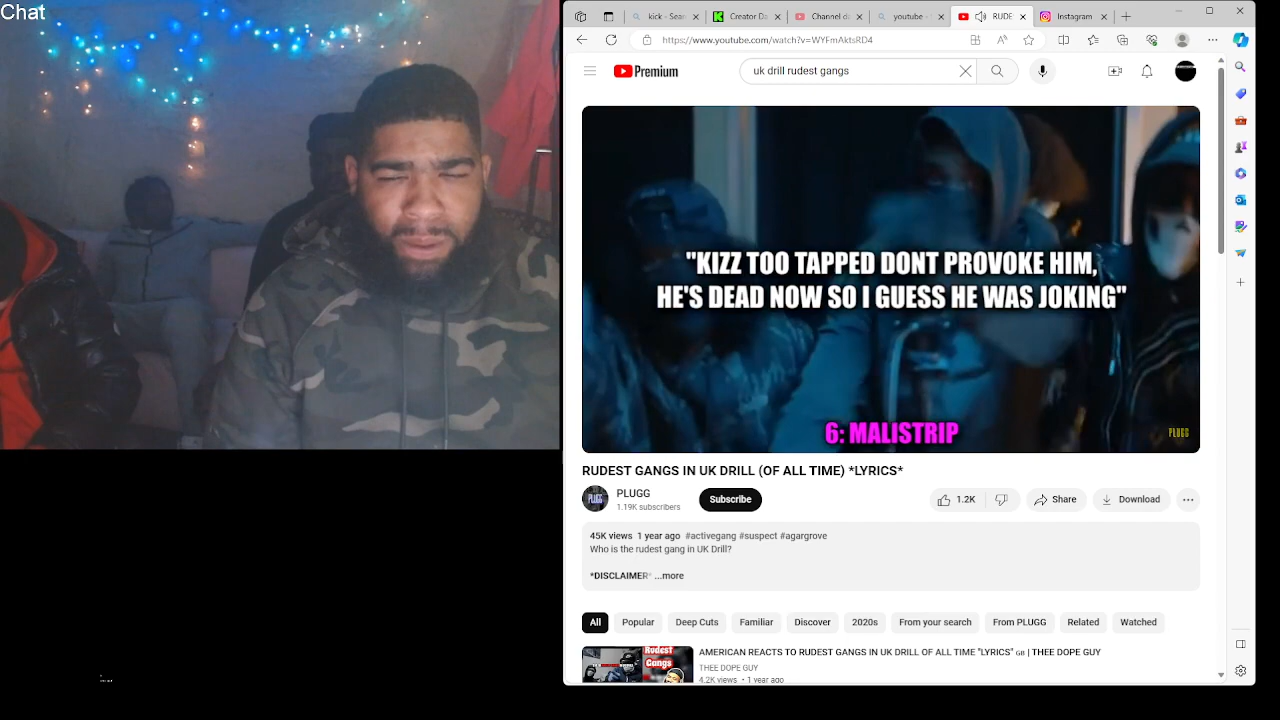 Chat
kick - Sear
Creator Da
Channel da
youtube -
RUDE
Instagram
https://www.youtube.com/watch?v=WYFmAktsRD4
Premium
uk drill rudest gangs
"KIZZ TOO TAPPED DONT PROVOKE HIM,
HE'S DEAD NOW SO I GUESS HE WAS JOKING"
6: MALISTRIP
PLUGG
RUDEST GANGS IN UK DRILL (OF ALL TIME) *LYRICS*
PLUGG
1.19K subscribers
Subscribe
1.2K
Share
Download
45K views 1 year ago #activegang #suspect #agargrove
Who is the rudest gang in UK Drill?
*DISCLAIMER* ...more
All
Popular
Deep Cuts
Familiar
Discover
2020s
From your search
From PLUGG
Related
Watched
Rudest
Gangs
AMERICAN REACTS TO RUDEST GANGS IN UK DRILL OF ALL TIME "LYRICS" GB | THEE DOPE GUY
THEE DOPE GUY
4.2K views • 1 year ago